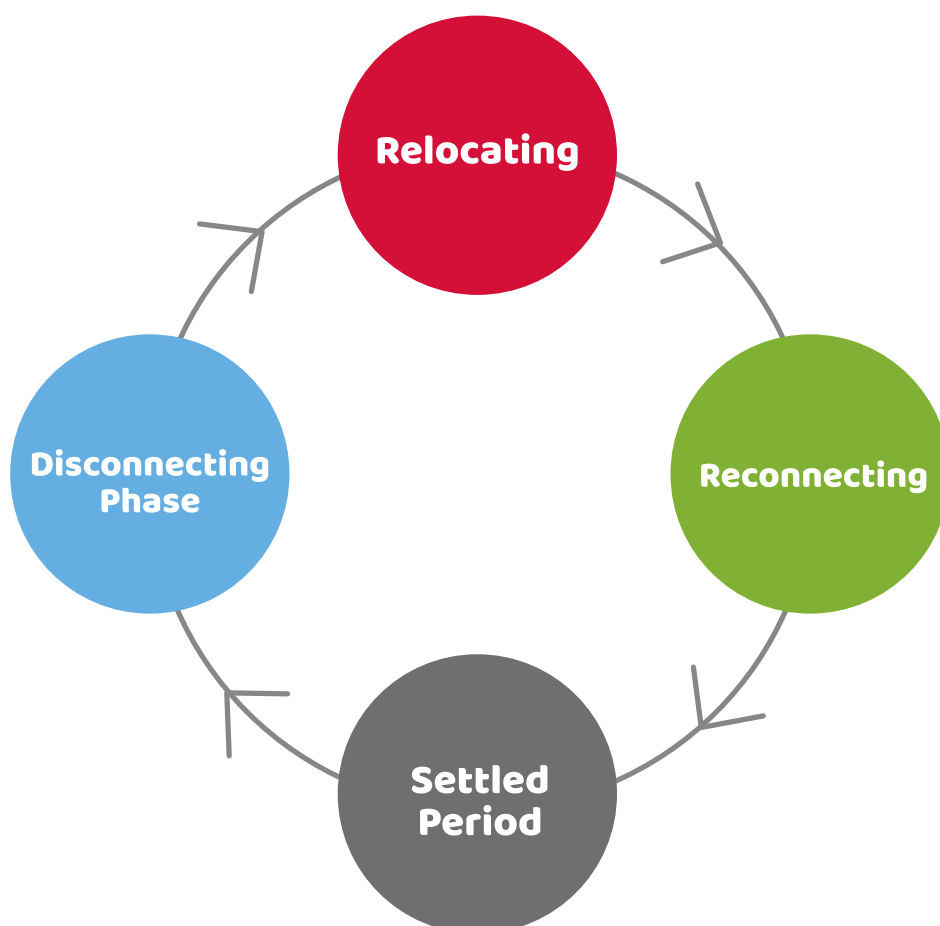 Relocating
Disconnecting
Phase
Reconnecting
Settled
Period